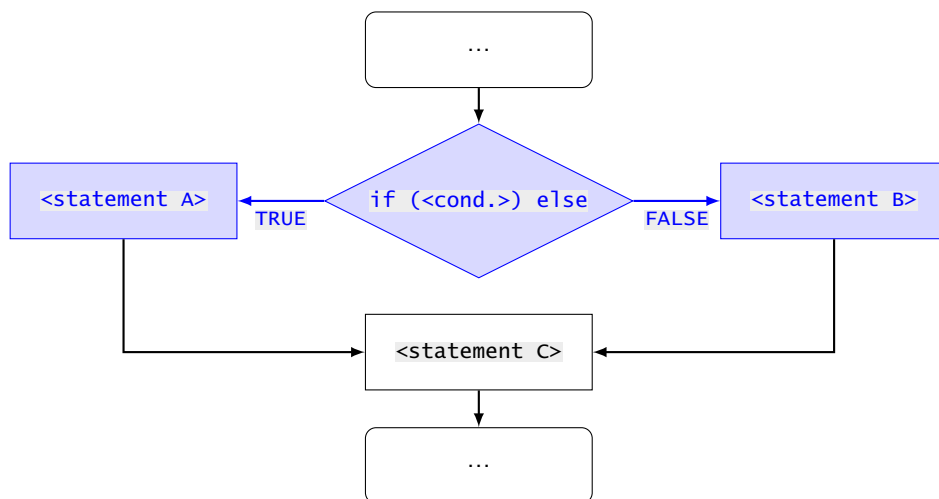 ...
if (<cond.>) else
<statement A>
TRUE
FALSE
<statement B>
<statement C>
...